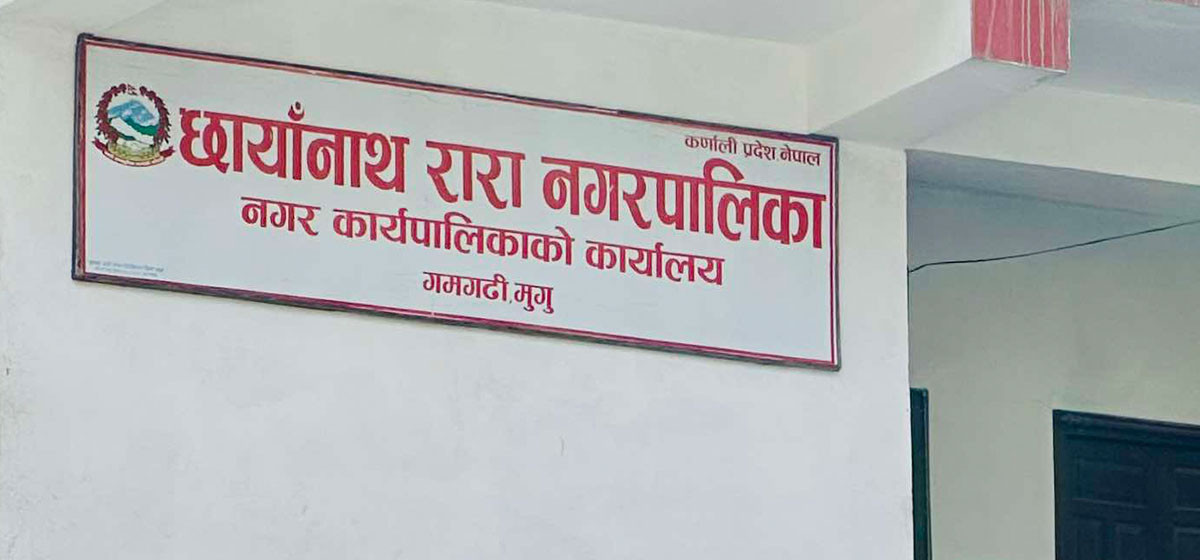 कर्णाली प्रदेश, नेपाल
छायाँनाथ रारा नगरपालिका
नगर कार्यपालिकाको कार्यालय
गमगढी, मुगु